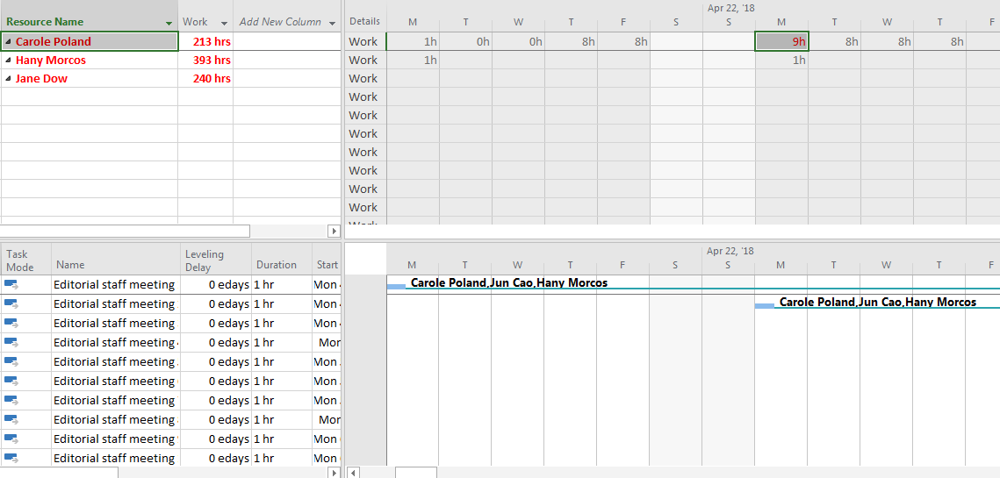 Apr 22, '18
Resource Name Work Add New Column Details M T W T F S S M T W T F
Carole Poland 213 hrs Work 1h 0h 0h 8h 8h 9h 8h 8h 8h
Hany Morcos 393 hrs Work 1h 1h
Jane Dow 240 hrs Work
Work
Work
Work
Work
Work
Work
Work
Task Mode Name Leveling Delay Duration Start Apr 22, '18
M T W T F S S M T W T F
Editorial staff meeting 0 edays 1 hr Mon Carole Poland,Jun Cao,Hany Morcos
Editorial staff meeting 0 edays 1 hr Mon Carole Poland,Jun Cao,Hany Morcos
Editorial staff meeting 0 edays 1 hr Mon
Editorial staff meeting 0 edays 1 hr Mon
Editorial staff meeting 0 edays 1 hr Mon
Editorial staff meeting 0 edays 1 hr Mon
Editorial staff meeting 0 edays 1 hr Mon
Editorial staff meeting 0 edays 1 hr Mon
Editorial staff meeting 0 edays 1 hr Mon
Editorial staff meeting 0 edays 1 hr Mon